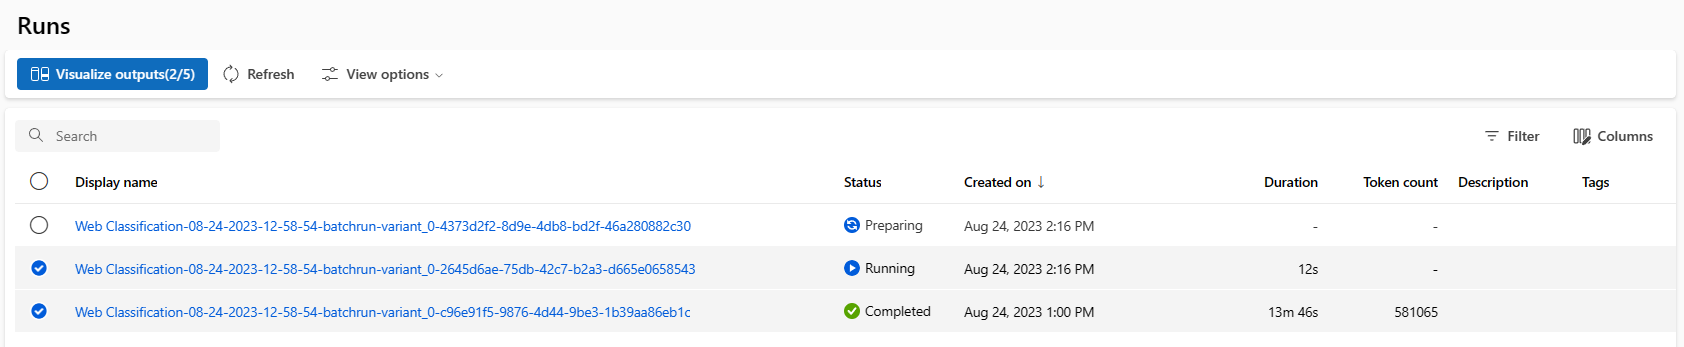 Runs
Visualize outputs(2/5) Refresh View options
Search Filter Columns
Display name Status Created on ↓ Duration Token count Description Tags
Web Classification-08-24-2023-12-58-54-batchrun-variant_0-4373d2f2-8d9e-4db8-bd2f-46a280882c30 Preparing Aug 24, 2023 2:16 PM - -
Web Classification-08-24-2023-12-58-54-batchrun-variant_0-2645d6ae-75db-42c7-b2a3-d665e0658543 Running Aug 24, 2023 2:16 PM 12s -
Web Classification-08-24-2023-12-58-54-batchrun-variant_0-c96e91f5-9876-4d44-9be3-1b39aa86eb1c Completed Aug 24, 2023 1:00 PM 13m 46s 581065